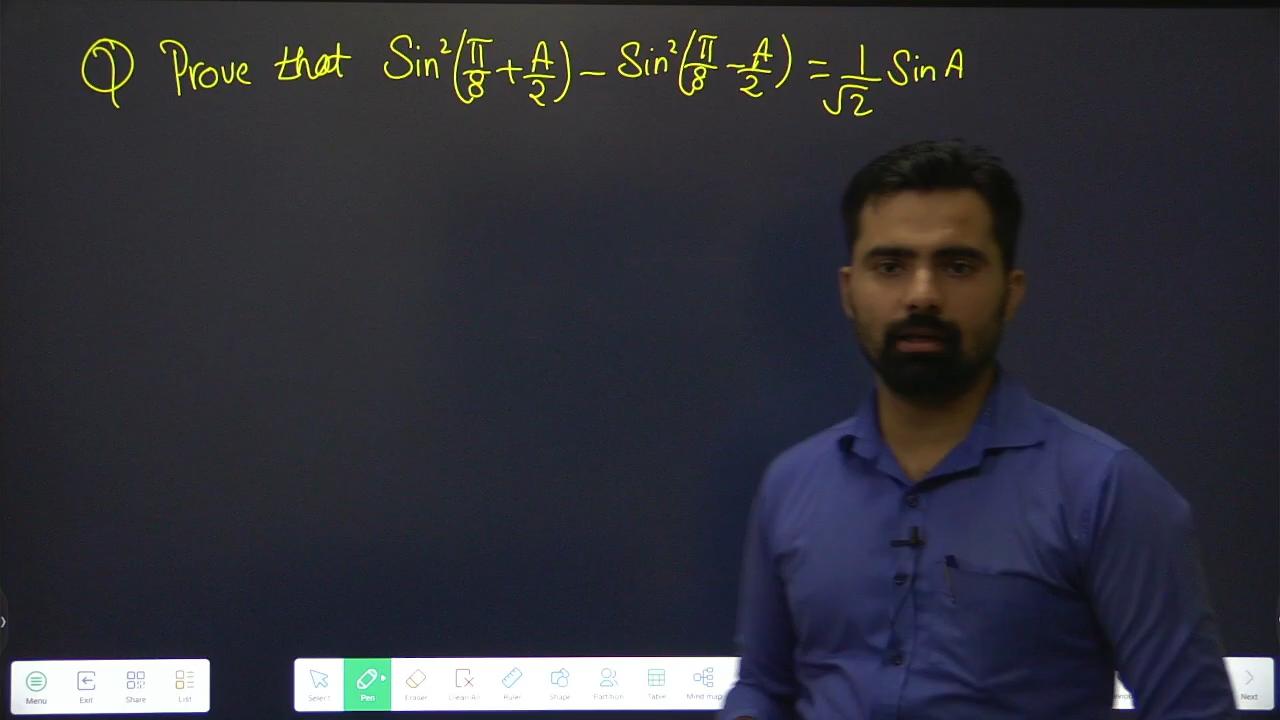 Q Prove that Sin²(π/8 + A/2) – Sin²(π/8 – A/2) = 1/√2 Sin A
Menu Exit Share List Select Pen Eraser Clean All Ruler Shape Partition Table Mind map Next